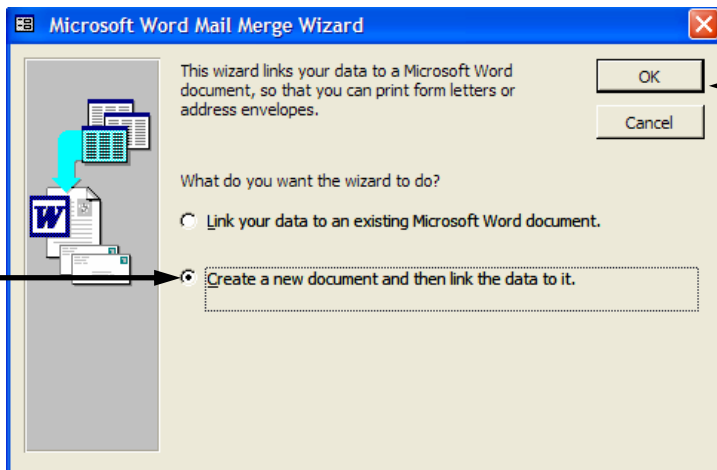 Microsoft Word Mail Merge Wizard
This wizard links your data to a Microsoft Word
document, so that you can print form letters or
address envelopes.
OK
Cancel
What do you want the wizard to do?
Link your data to an existing Microsoft Word document.
Create a new document and then link the data to it.
W